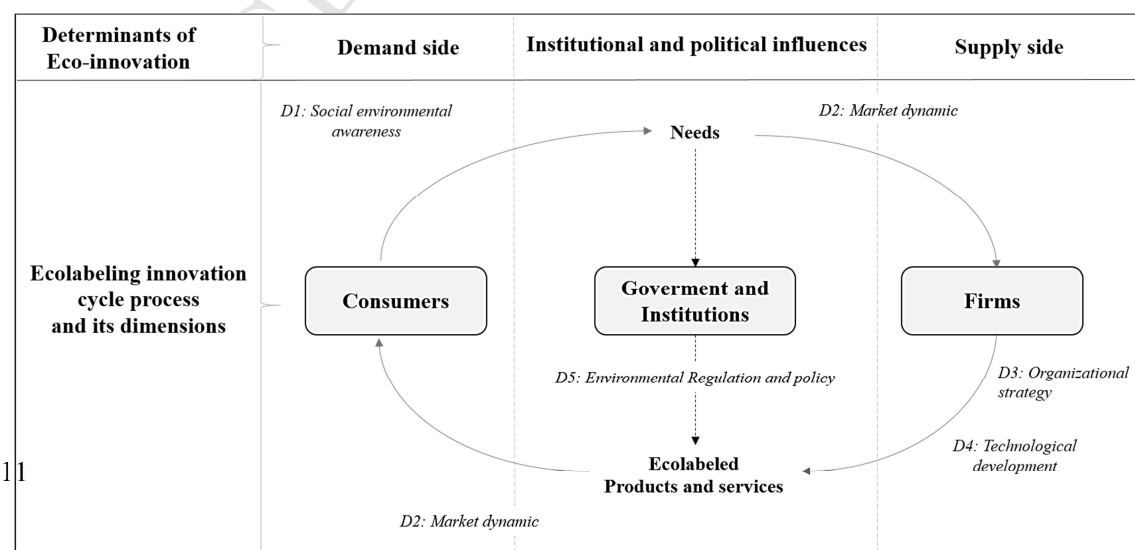 Determinants of
Eco-innovation
Demand side
Institutional and political influences
Supply side
D1: Social environmental
awareness
D2: Market dynamic
Needs
Ecolabeling innovation
cycle process
and its dimensions
Consumers
Goverment and
Institutions
Firms
D5: Environmental Regulation and policy
D3: Organizational
strategy
D4: Technological
development
Ecolabeled
Products and services
11
D2: Market dynamic